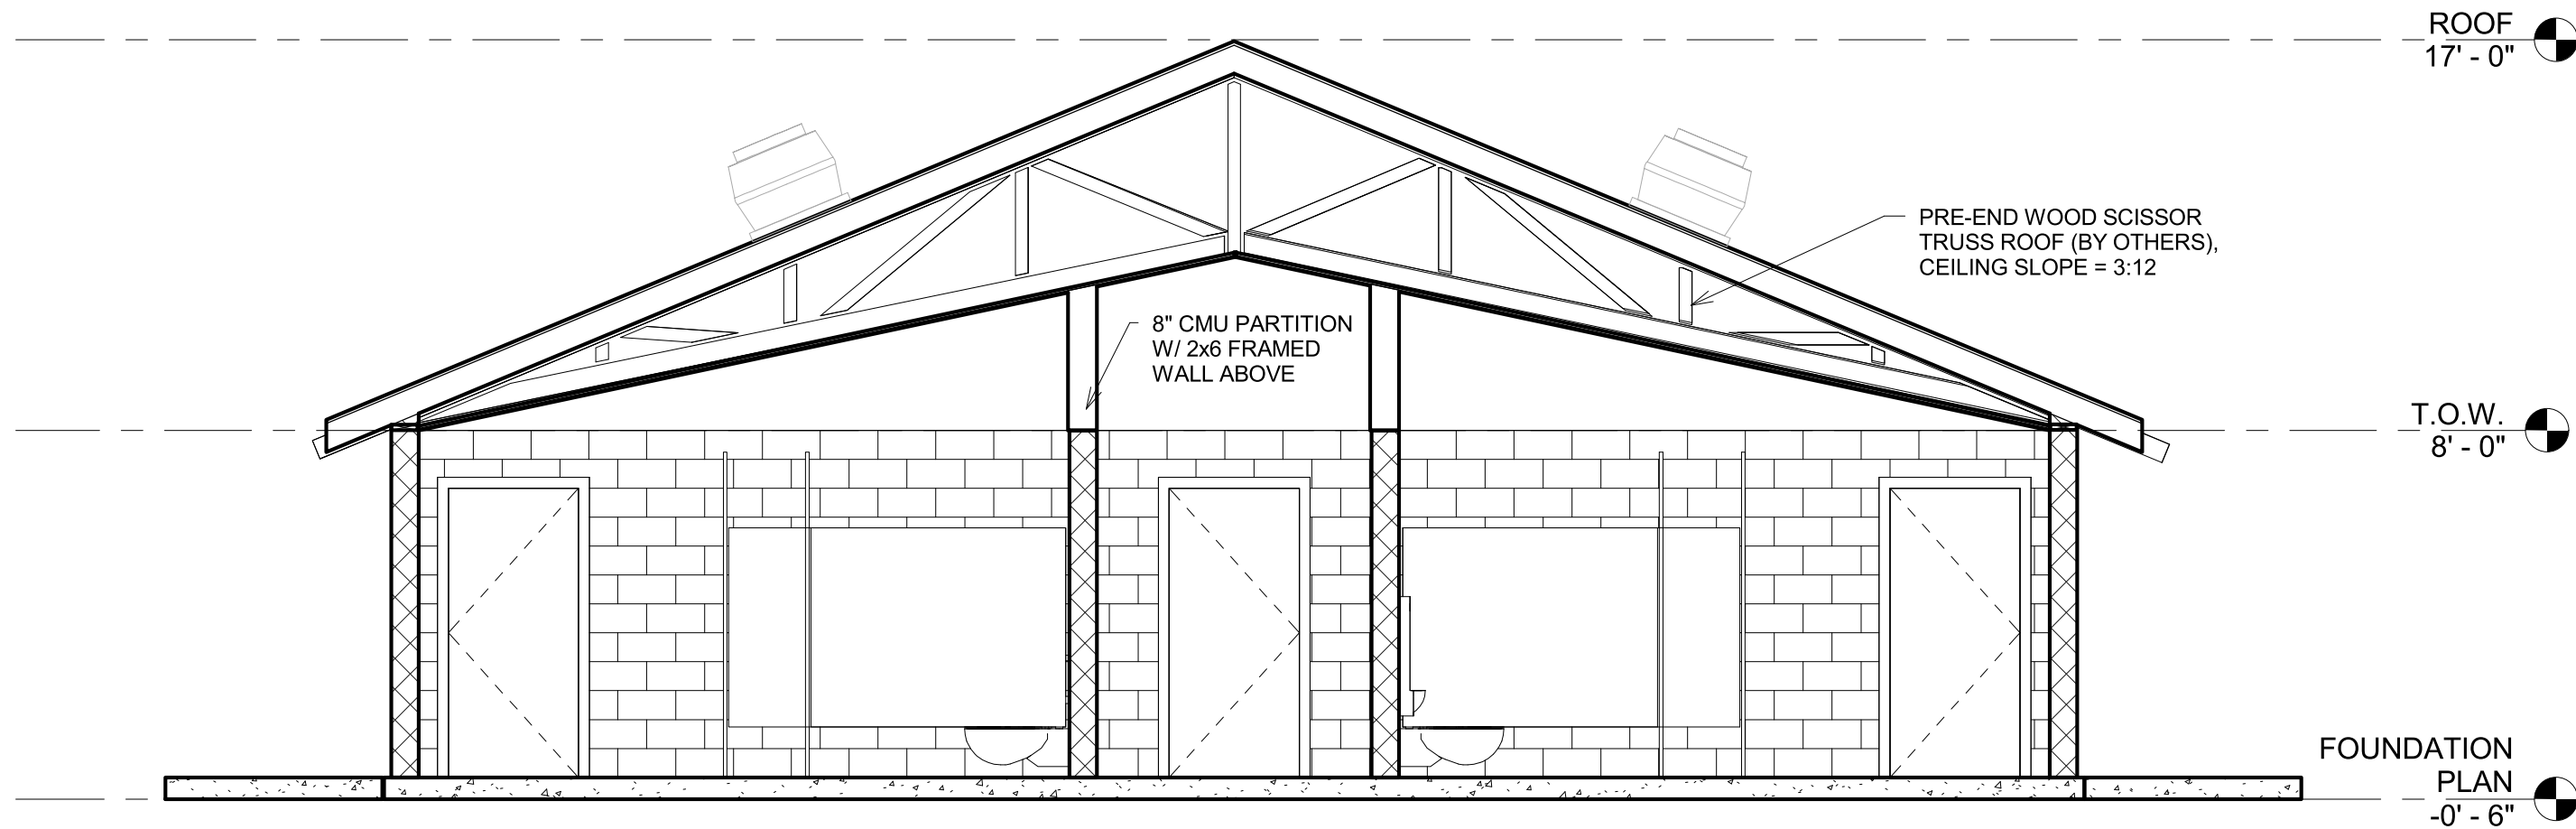 ROOF
17' - 0"
PRE-END WOOD SCISSOR
TRUSS ROOF (BY OTHERS),
CEILING SLOPE = 3:12
8" CMU PARTITION
W/ 2x6 FRAMED
WALL ABOVE
T.O.W.
8' - 0"
FOUNDATION
PLAN
-0' - 6"